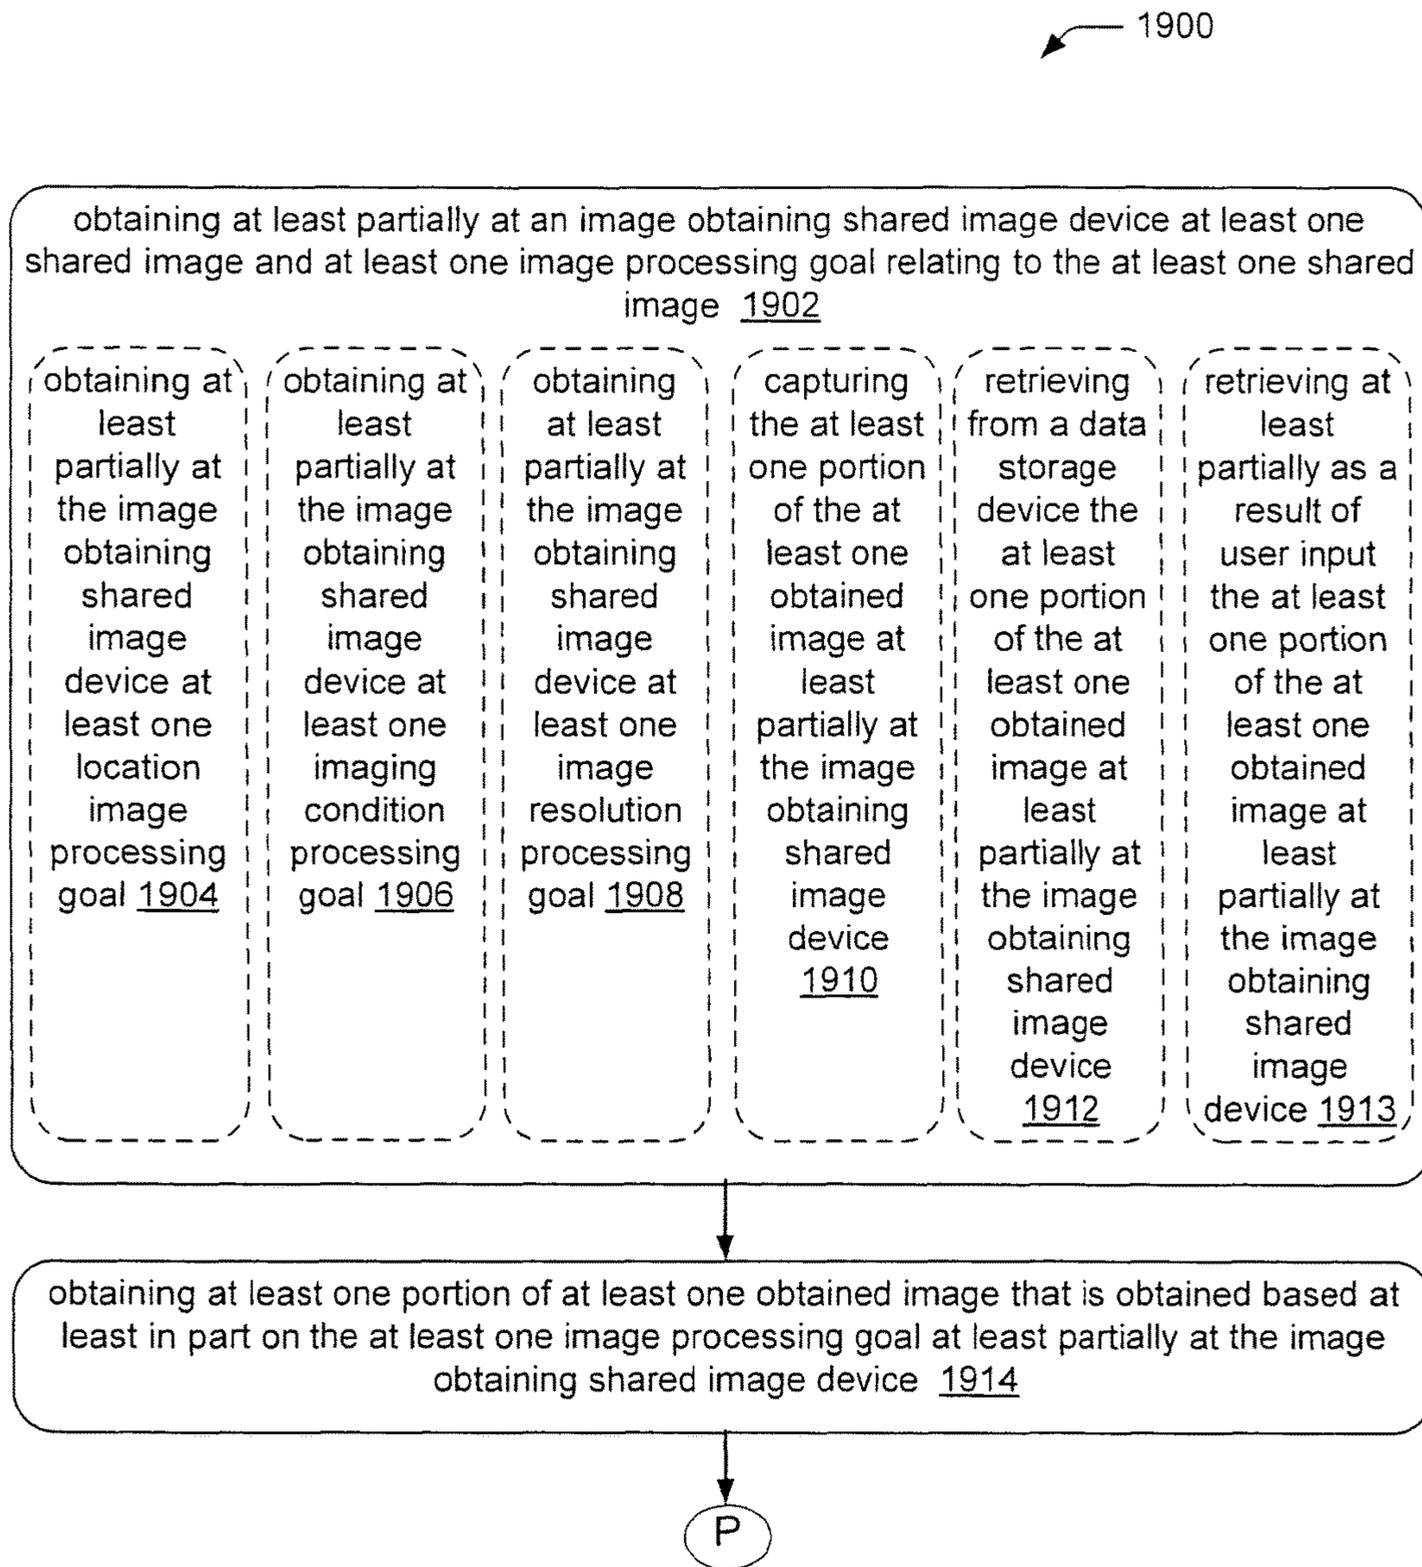 1900
obtaining at least partially at an image obtaining shared image device at least one
shared image and at least one image processing goal relating to the at least one shared
image 1902
obtaining at
least
partially at
the image
obtaining
shared
image
device at
least one
location
image
processing
goal 1904
obtaining at
least
partially at
the image
obtaining
shared
image
device at
least one
imaging
condition
processing
goal 1906
obtaining
at least
partially at
the image
obtaining
shared
image
device at
least one
image
resolution
processing
goal 1908
capturing
the at least
one portion
of the at
least one
obtained
image at
least
partially at
the image
obtaining
shared
image
device
1910
retrieving
from a data
storage
device the
at least
one portion
of the at
least one
obtained
image at
least
partially at
the image
obtaining
shared
image
device
1912
retrieving at
least
partially as a
result of
user input
the at least
one portion
of the at
least one
obtained
image at
least
partially at
the image
obtaining
shared
image
device 1913
obtaining at least one portion of at least one obtained image that is obtained based at
least in part on the at least one image processing goal at least partially at the image
obtaining shared image device 1914
P